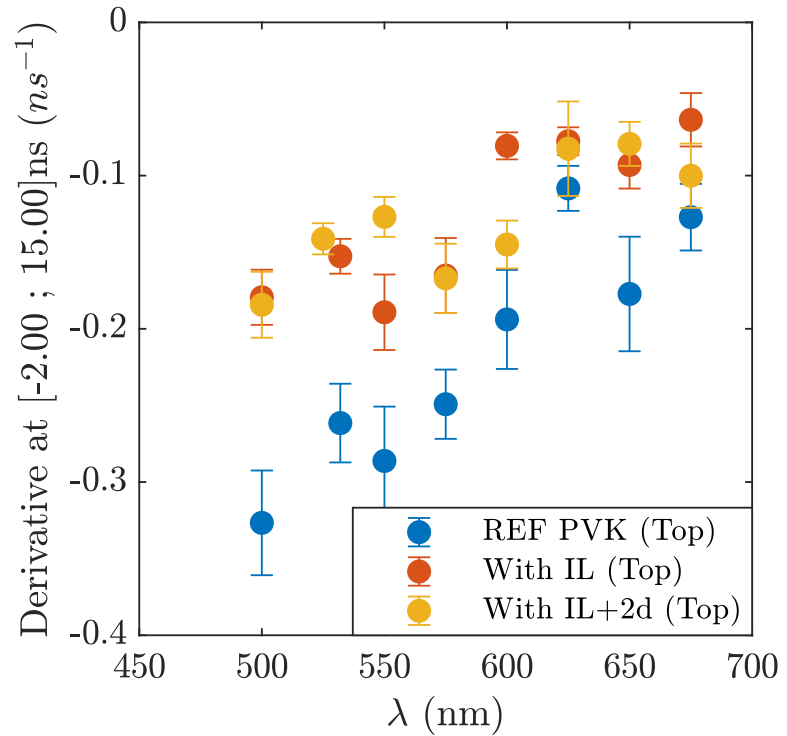 Derivative at [-2.00 ; 15.00]ns (ns⁻¹)
0
-0.1
-0.2
-0.3
-0.4
REF PVK (Top)
With IL (Top)
With IL+2d (Top)
450 500 550 600 650 700
λ (nm)